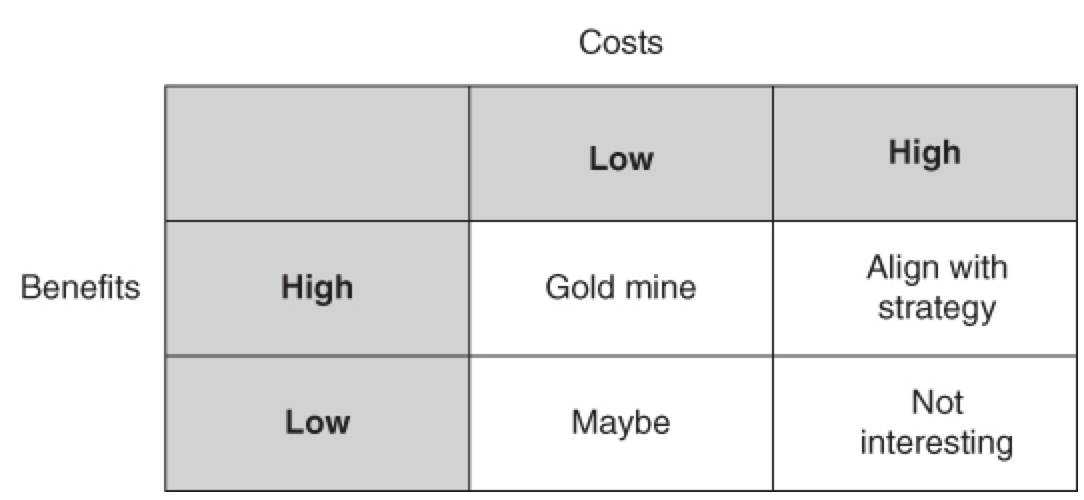 Costs
Low
High
Benefits
High
Gold mine
Align with
strategy
Low
Maybe
Not
interesting